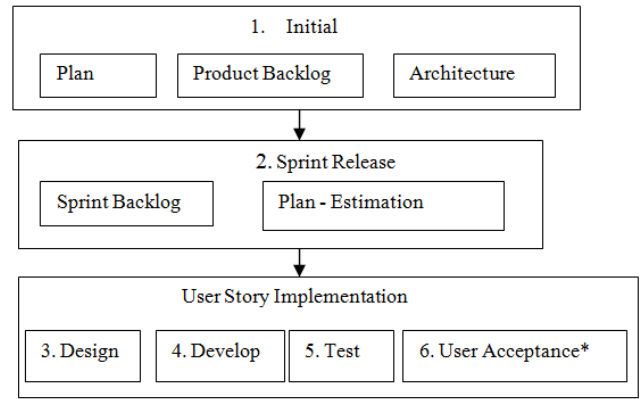 1. Initial
Plan
Product Backlog
Architecture
2. Sprint Release
Sprint Backlog
Plan - Estimation
User Story Implementation
3. Design
4. Develop
5. Test
6. User Acceptance*